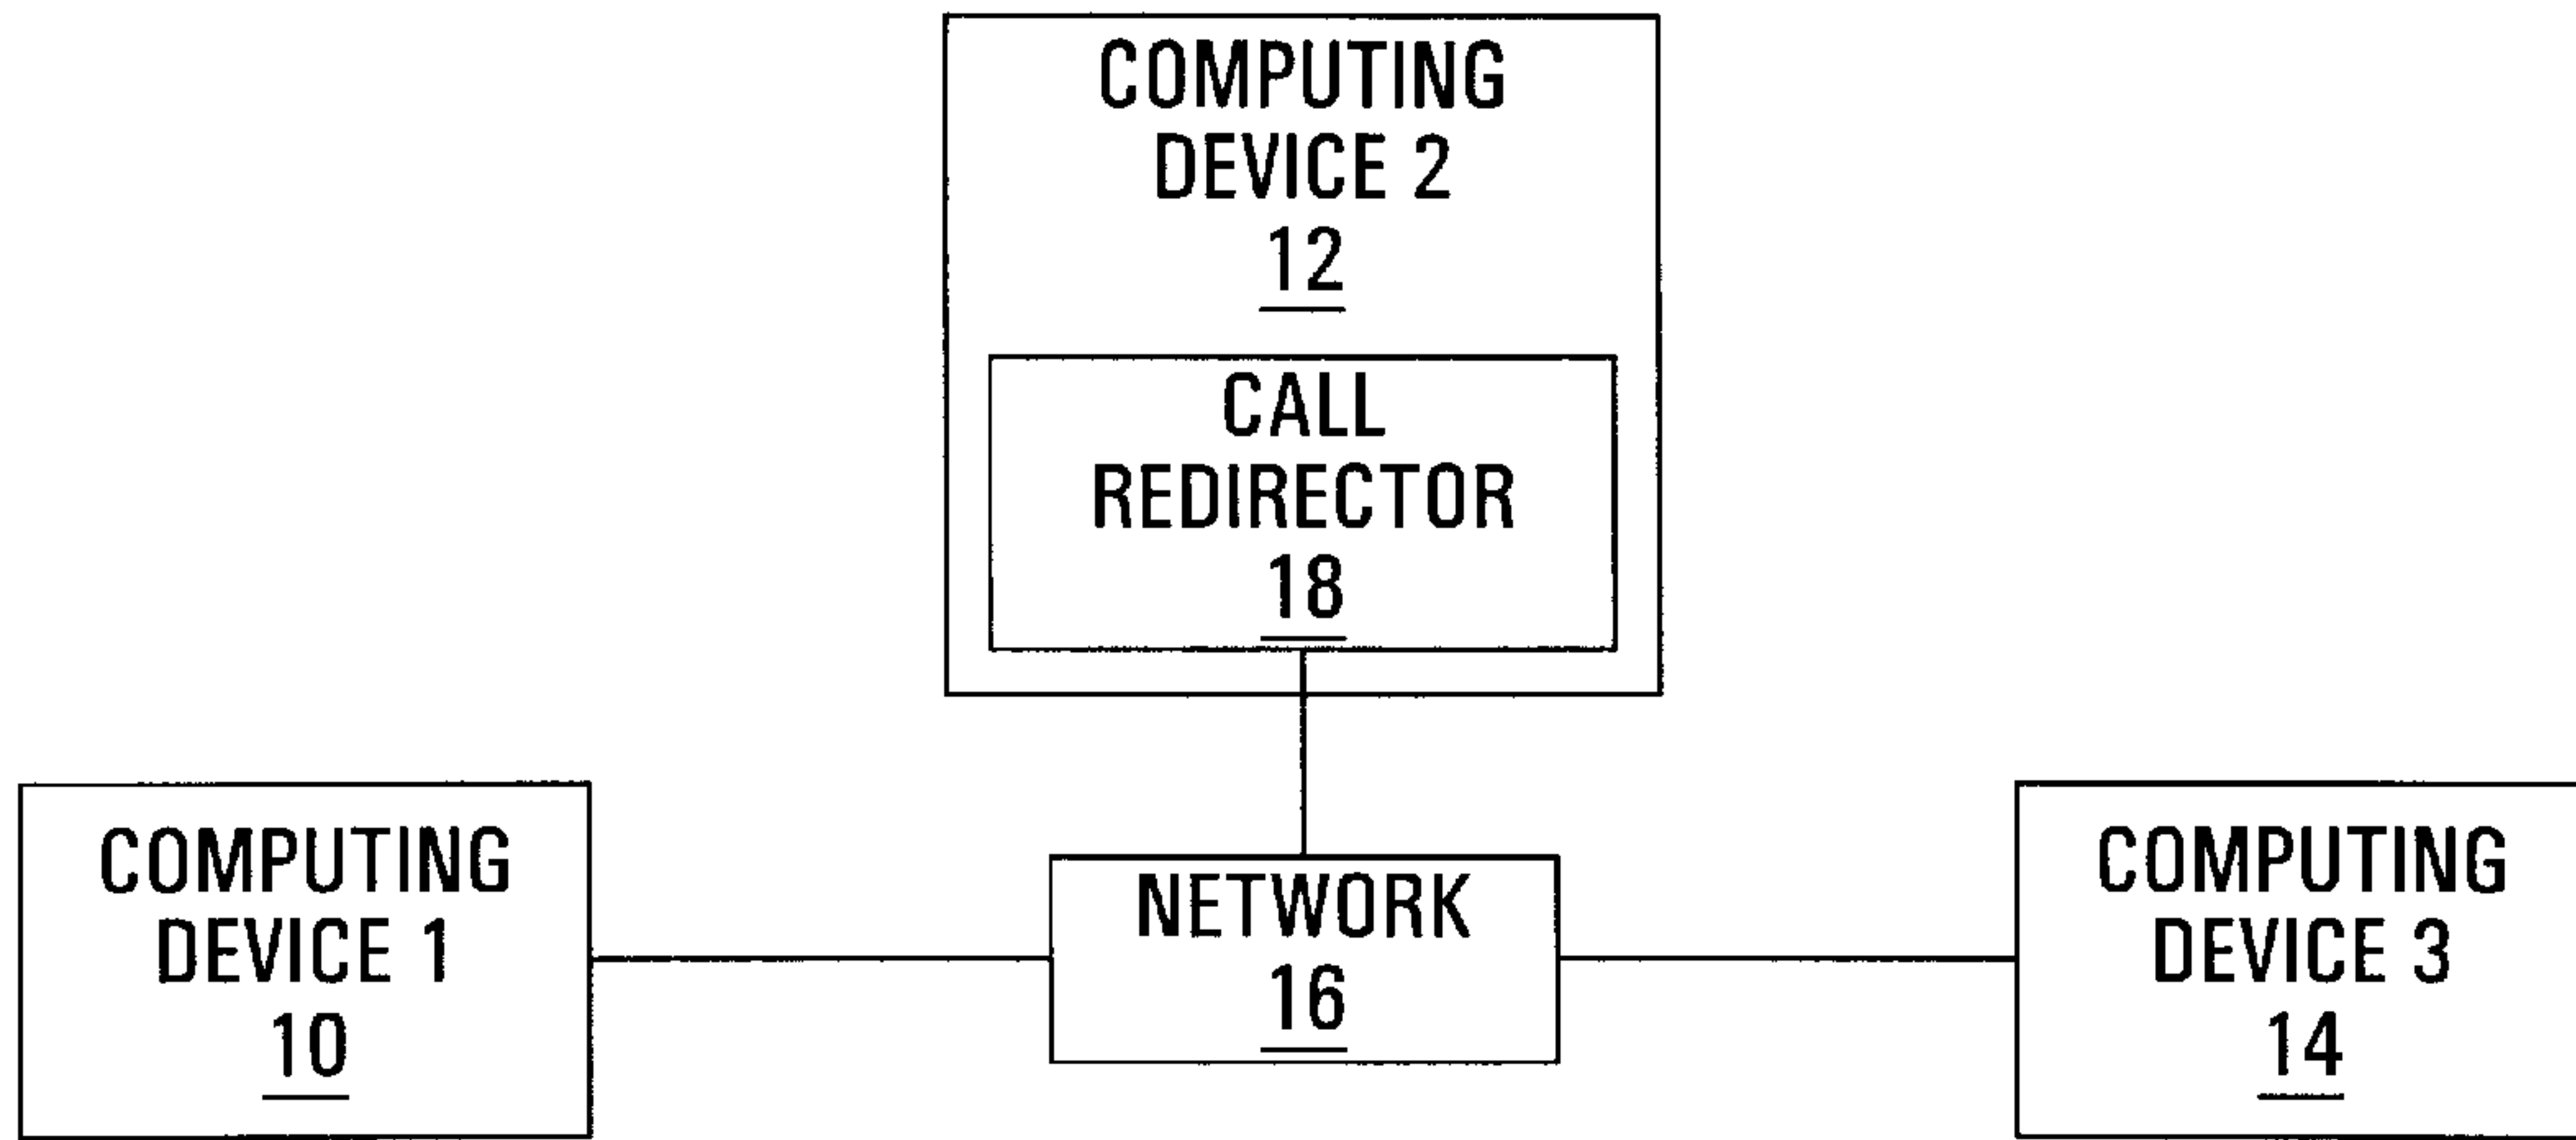 COMPUTING
DEVICE 2
12
CALL
REDIRECTOR
18
COMPUTING
DEVICE 1
10
NETWORK
16
COMPUTING
DEVICE 3
14